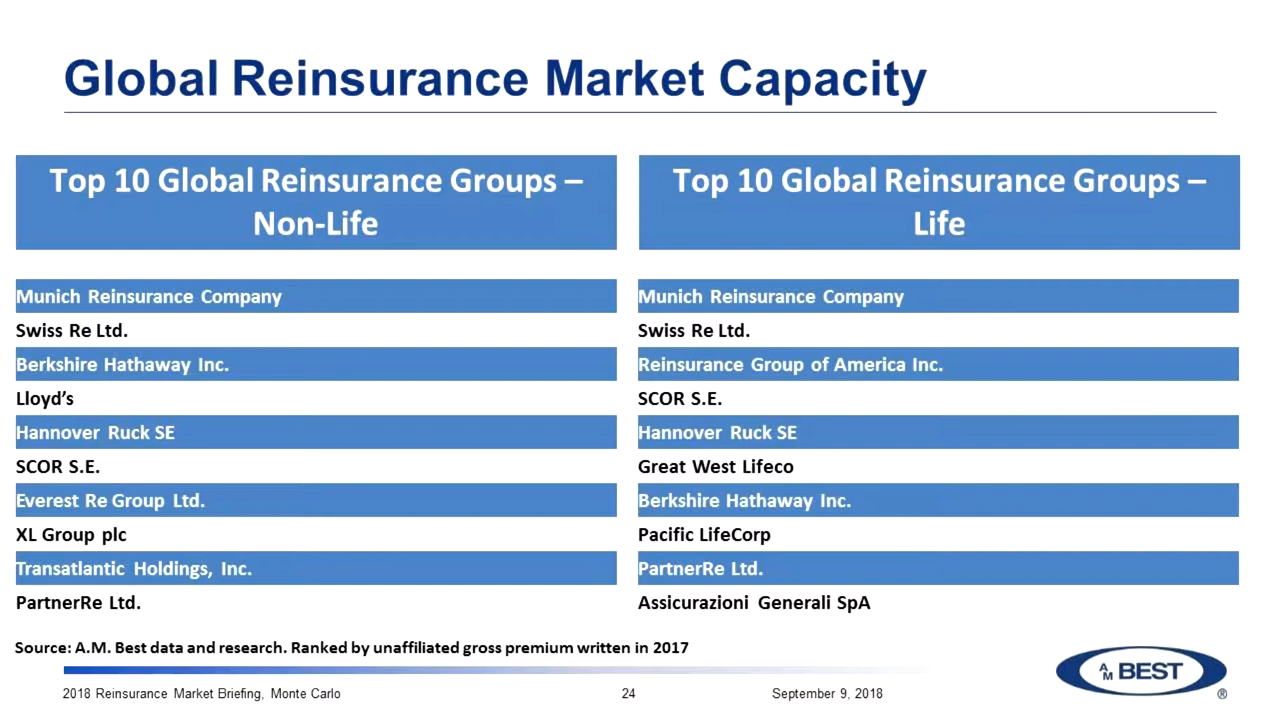 Global Reinsurance Market Capacity
Top 10 Global Reinsurance Groups –
Non-Life
Munich Reinsurance Company
Swiss Re Ltd.
Berkshire Hathaway Inc.
Lloyd’s
Hannover Ruck SE
SCOR S.E.
Everest Re Group Ltd.
XL Group plc
Transatlantic Holdings, Inc.
PartnerRe Ltd.
Top 10 Global Reinsurance Groups –
Life
Munich Reinsurance Company
Swiss Re Ltd.
Reinsurance Group of America Inc.
SCOR S.E.
Hannover Ruck SE
Great West Lifeco
Berkshire Hathaway Inc.
Pacific LifeCorp
PartnerRe Ltd.
Assicurazioni Generali SpA
Source: A.M. Best data and research. Ranked by unaffiliated gross premium written in 2017
2018 Reinsurance Market Briefing, Monte Carlo
24
September 9, 2018
AM BEST ®